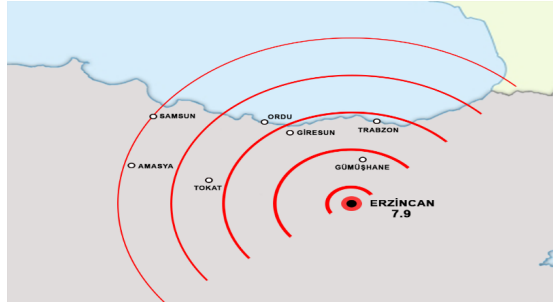 SAMSUN
ORDU
TRABZON
GİRESUN
AMASYA
GÜMÜŞHANE
TOKAT
ERZİNCAN
7.9